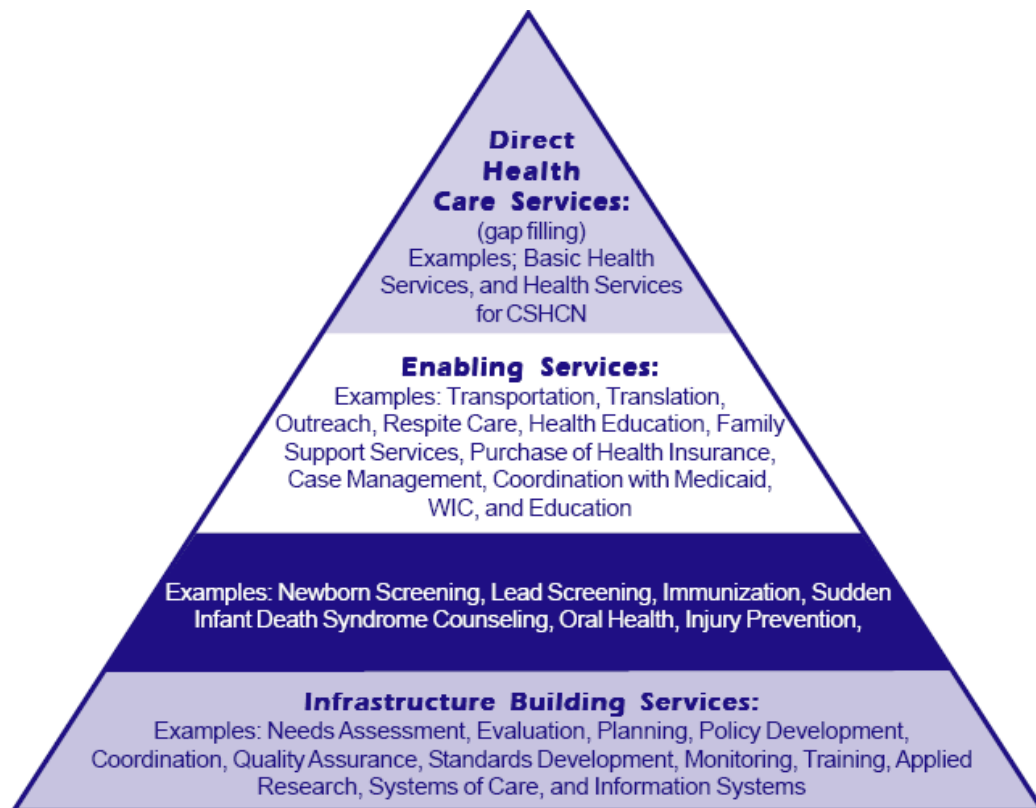 Direct
Health
Care Services:
(gap filling)
Examples; Basic Health
Services, and Health Services
for CSHCN
Enabling Services:
Examples: Transportation, Translation,
Outreach, Respite Care, Health Education, Family
Support Services, Purchase of Health Insurance,
Case Management, Coordination with Medicaid,
WIC, and Education
Examples: Newborn Screening, Lead Screening, Immunization, Sudden
Infant Death Syndrome Counseling, Oral Health, Injury Prevention,
Infrastructure Building Services:
Examples: Needs Assessment, Evaluation, Planning, Policy Development,
Coordination, Quality Assurance, Standards Development, Monitoring, Training, Applied
Research, Systems of Care, and Information Systems